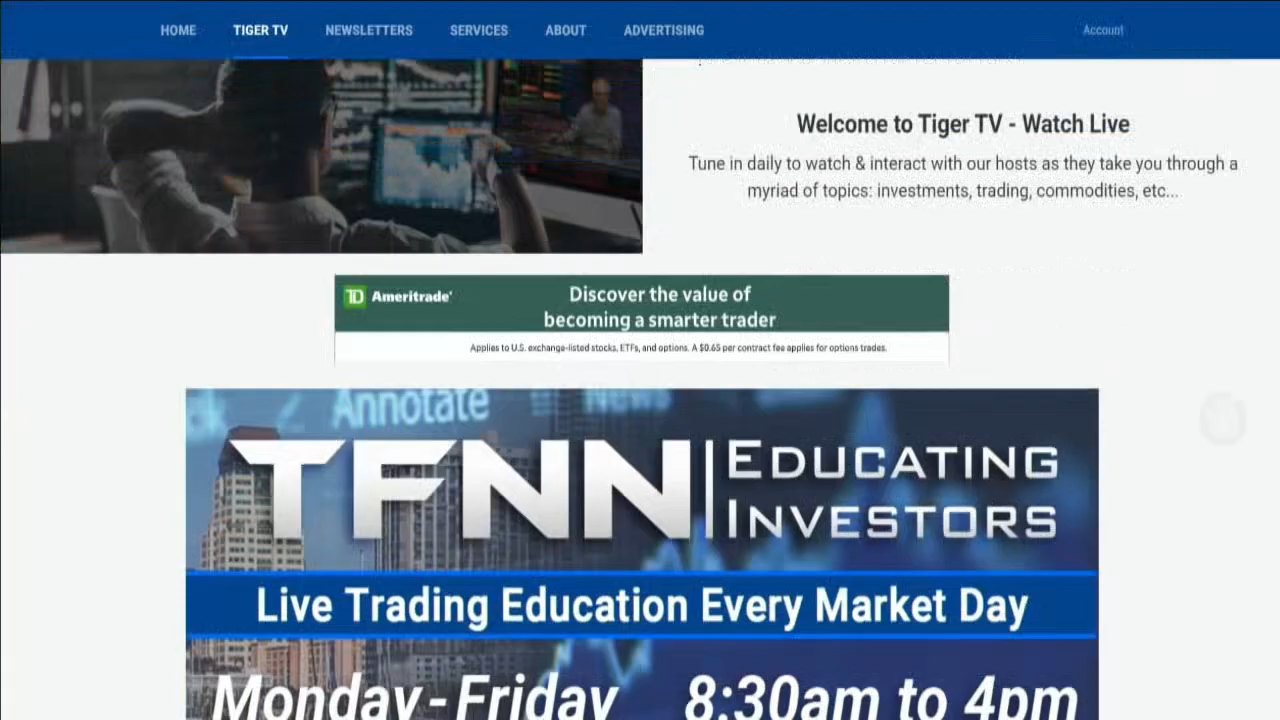 HOME TIGER TV NEWSLETTERS SERVICES ABOUT ADVERTISING Account
Welcome to Tiger TV - Watch Live
Tune in daily to watch & interact with our hosts as they take you through a
myriad of topics: investments, trading, commodities, etc...
TD Ameritrade
Discover the value of
becoming a smarter trader
Applies to U.S. exchange-listed stocks, ETFs, and options. A $0.65 per contract fee applies for options trades.
Annotate News
TFNN EDUCATING
INVESTORS
Live Trading Education Every Market Day
Monday - Friday 8:30am to 4pm